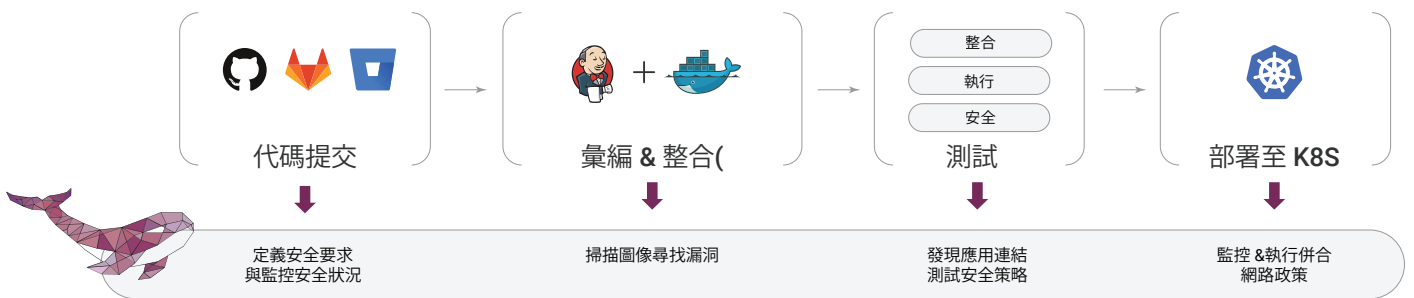 整合
執行
安全
代碼提交
彙編 & 整合(
測試
部署至 K8S
定義安全要求
與監控安全狀況
掃描圖像尋找漏洞
發現應用連結
測試安全策略
監控 &執行併合
網路政策